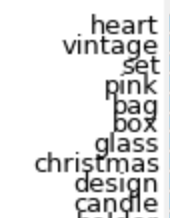 heart
vintage
set
pink
bag
box
glass
christmas
design
candle